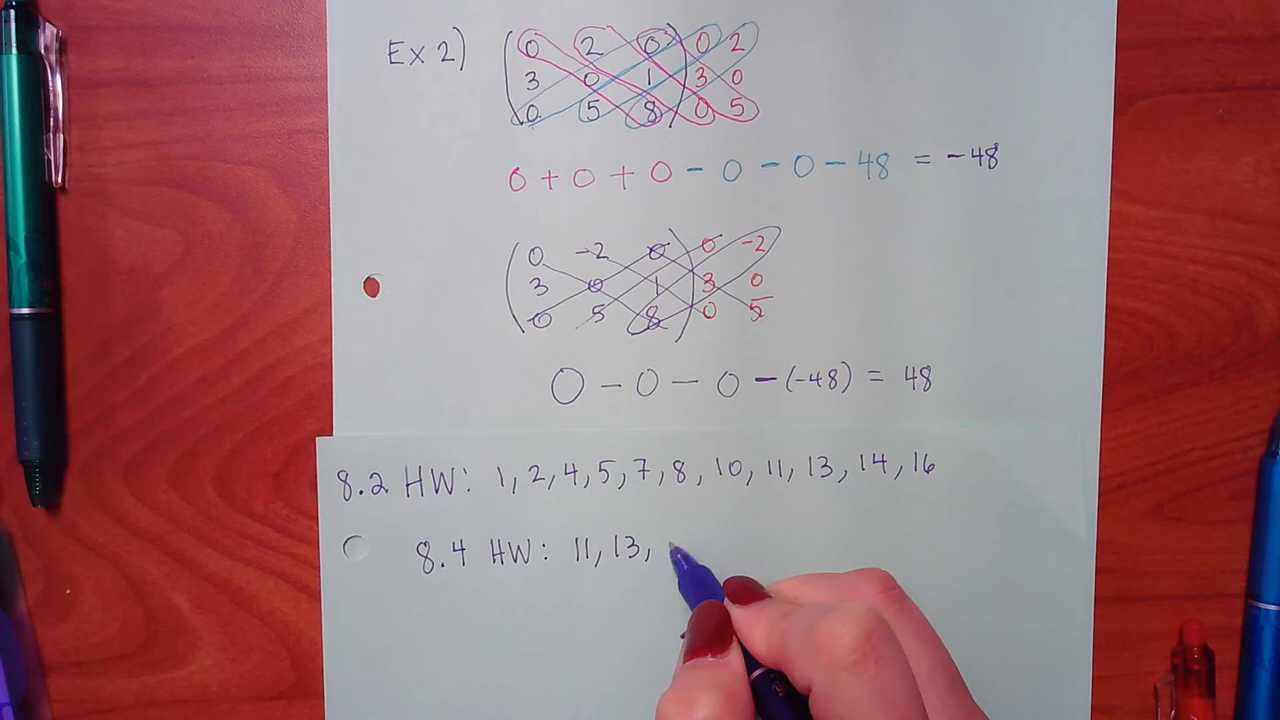 Ex 2) ( 0 2 0 ) 0 2
3 0 1 3 0
0 5 8 0 5
0 + 0 + 0 - 0 - 0 - 48 = -48
( 0 -2 0 ) 0 -2
3 0 1 3 0
0 5 8 0 5
0 - 0 - 0 - (-48) = 48
8.2 HW: 1, 2, 4, 5, 7, 8, 10, 11, 13, 14, 16
8.4 HW: 11, 13,